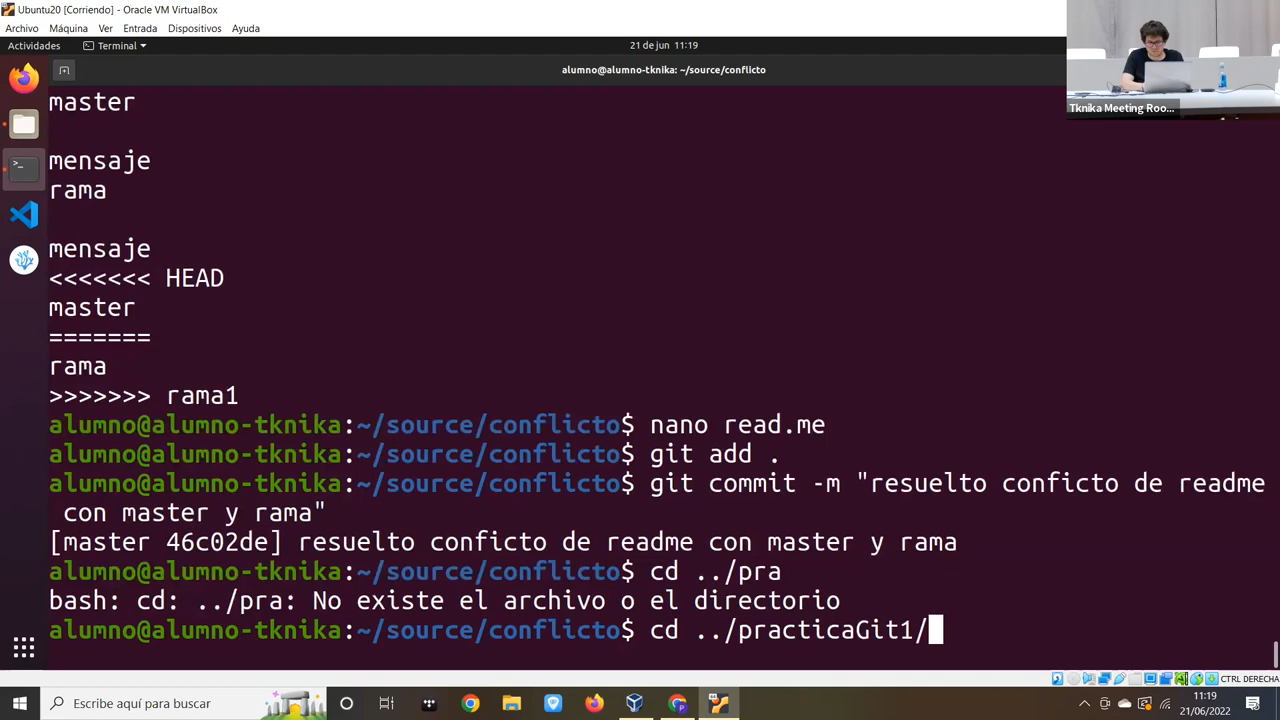 Ubuntu20 [Corriendo] - Oracle VM VirtualBox
Archivo Máquina Ver Entrada Dispositivos Ayuda
Actividades Terminal 21 de jun 11:19
alumno@alumno-tknika: ~/source/conflicto
Tknika Meeting Roo...
master
mensaje
rama
mensaje
<<<<<<< HEAD
master
=======
rama
>>>>>>> rama1
alumno@alumno-tknika:~/source/conflicto$ nano read.me
alumno@alumno-tknika:~/source/conflicto$ git add .
alumno@alumno-tknika:~/source/conflicto$ git commit -m "resuelto conficto de readme
con master y rama"
[master 46c02de] resuelto conficto de readme con master y rama
alumno@alumno-tknika:~/source/conflicto$ cd ../pra
bash: cd: ../pra: No existe el archivo o el directorio
alumno@alumno-tknika:~/source/conflicto$ cd ../practicaGit1/
CTRL DERECHA
Escribe aquí para buscar
11:19
21/06/2022